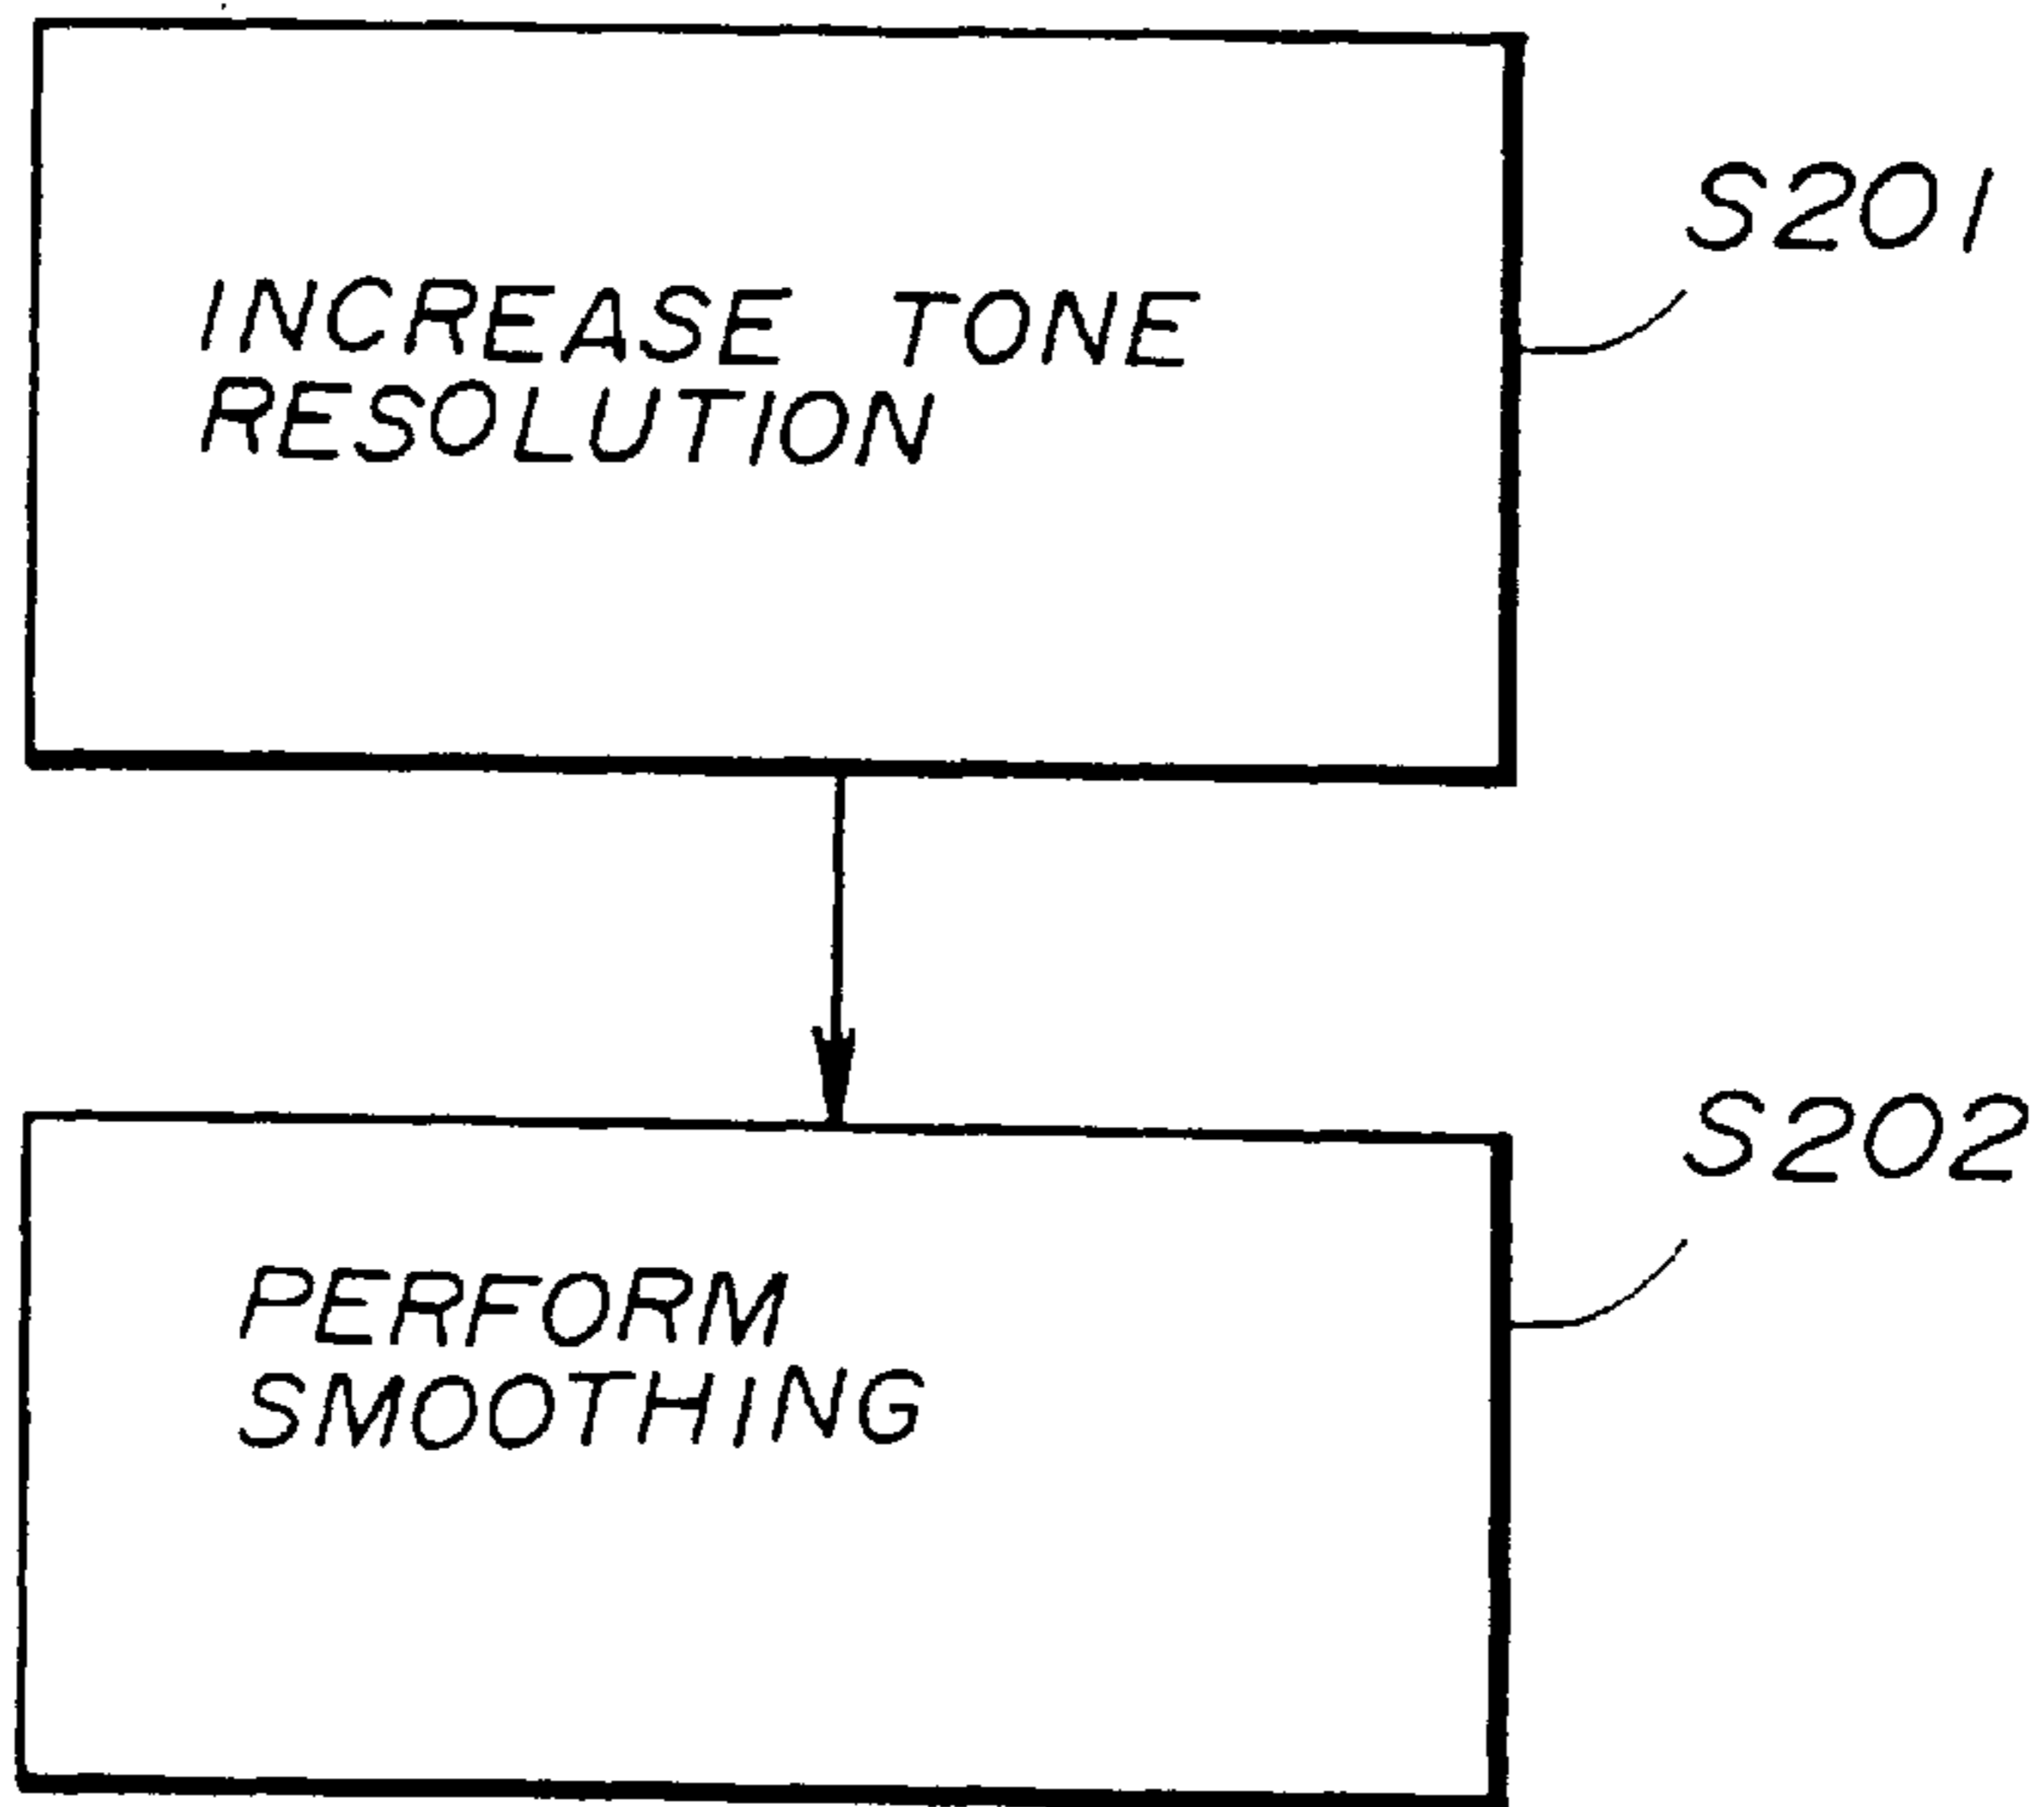 S201
INCREASE TONE
RESOLUTION
S202
PERFORM
SMOOTHING